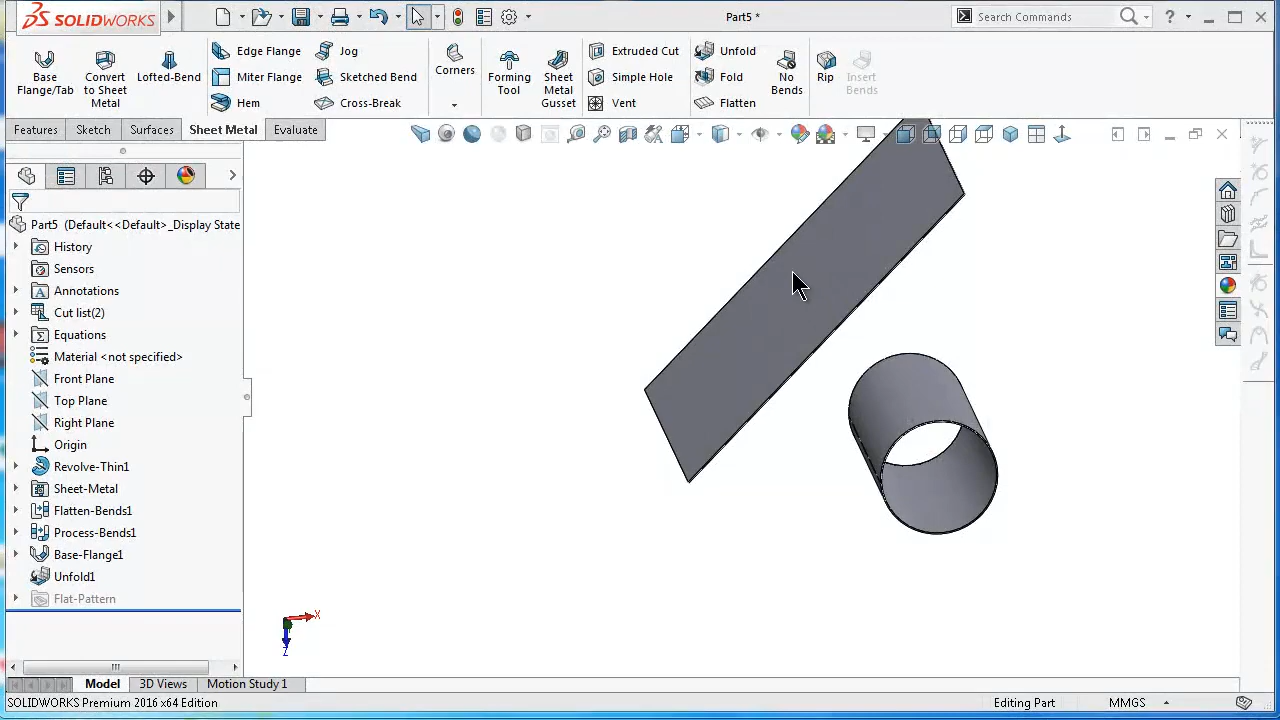 SOLIDWORKS
Part5 *
Search Commands
?
Base Flange/Tab
Convert to Sheet Metal
Lofted-Bend
Edge Flange
Miter Flange
Hem
Jog
Sketched Bend
Cross-Break
Corners
Forming Tool
Sheet Metal Gusset
Extruded Cut
Simple Hole
Vent
Unfold
Fold
Flatten
No Bends
Rip
Insert Bends
Features
Sketch
Surfaces
Sheet Metal
Evaluate
Part5 (Default<<Default>_Display State
History
Sensors
Annotations
Cut list(2)
Equations
Material <not specified>
Front Plane
Top Plane
Right Plane
Origin
Revolve-Thin1
Sheet-Metal
Flatten-Bends1
Process-Bends1
Base-Flange1
Unfold1
Flat-Pattern
X
Z
Model
3D Views
Motion Study 1
SOLIDWORKS Premium 2016 x64 Edition
Editing Part
MMGS